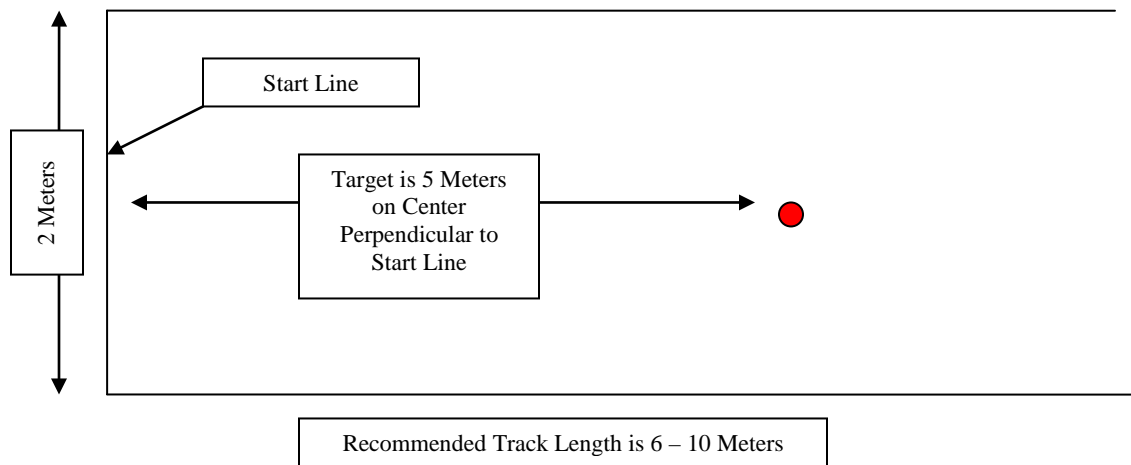 Start Line
2 Meters
Target is 5 Meters
on Center
Perpendicular to
Start Line
Recommended Track Length is 6 – 10 Meters